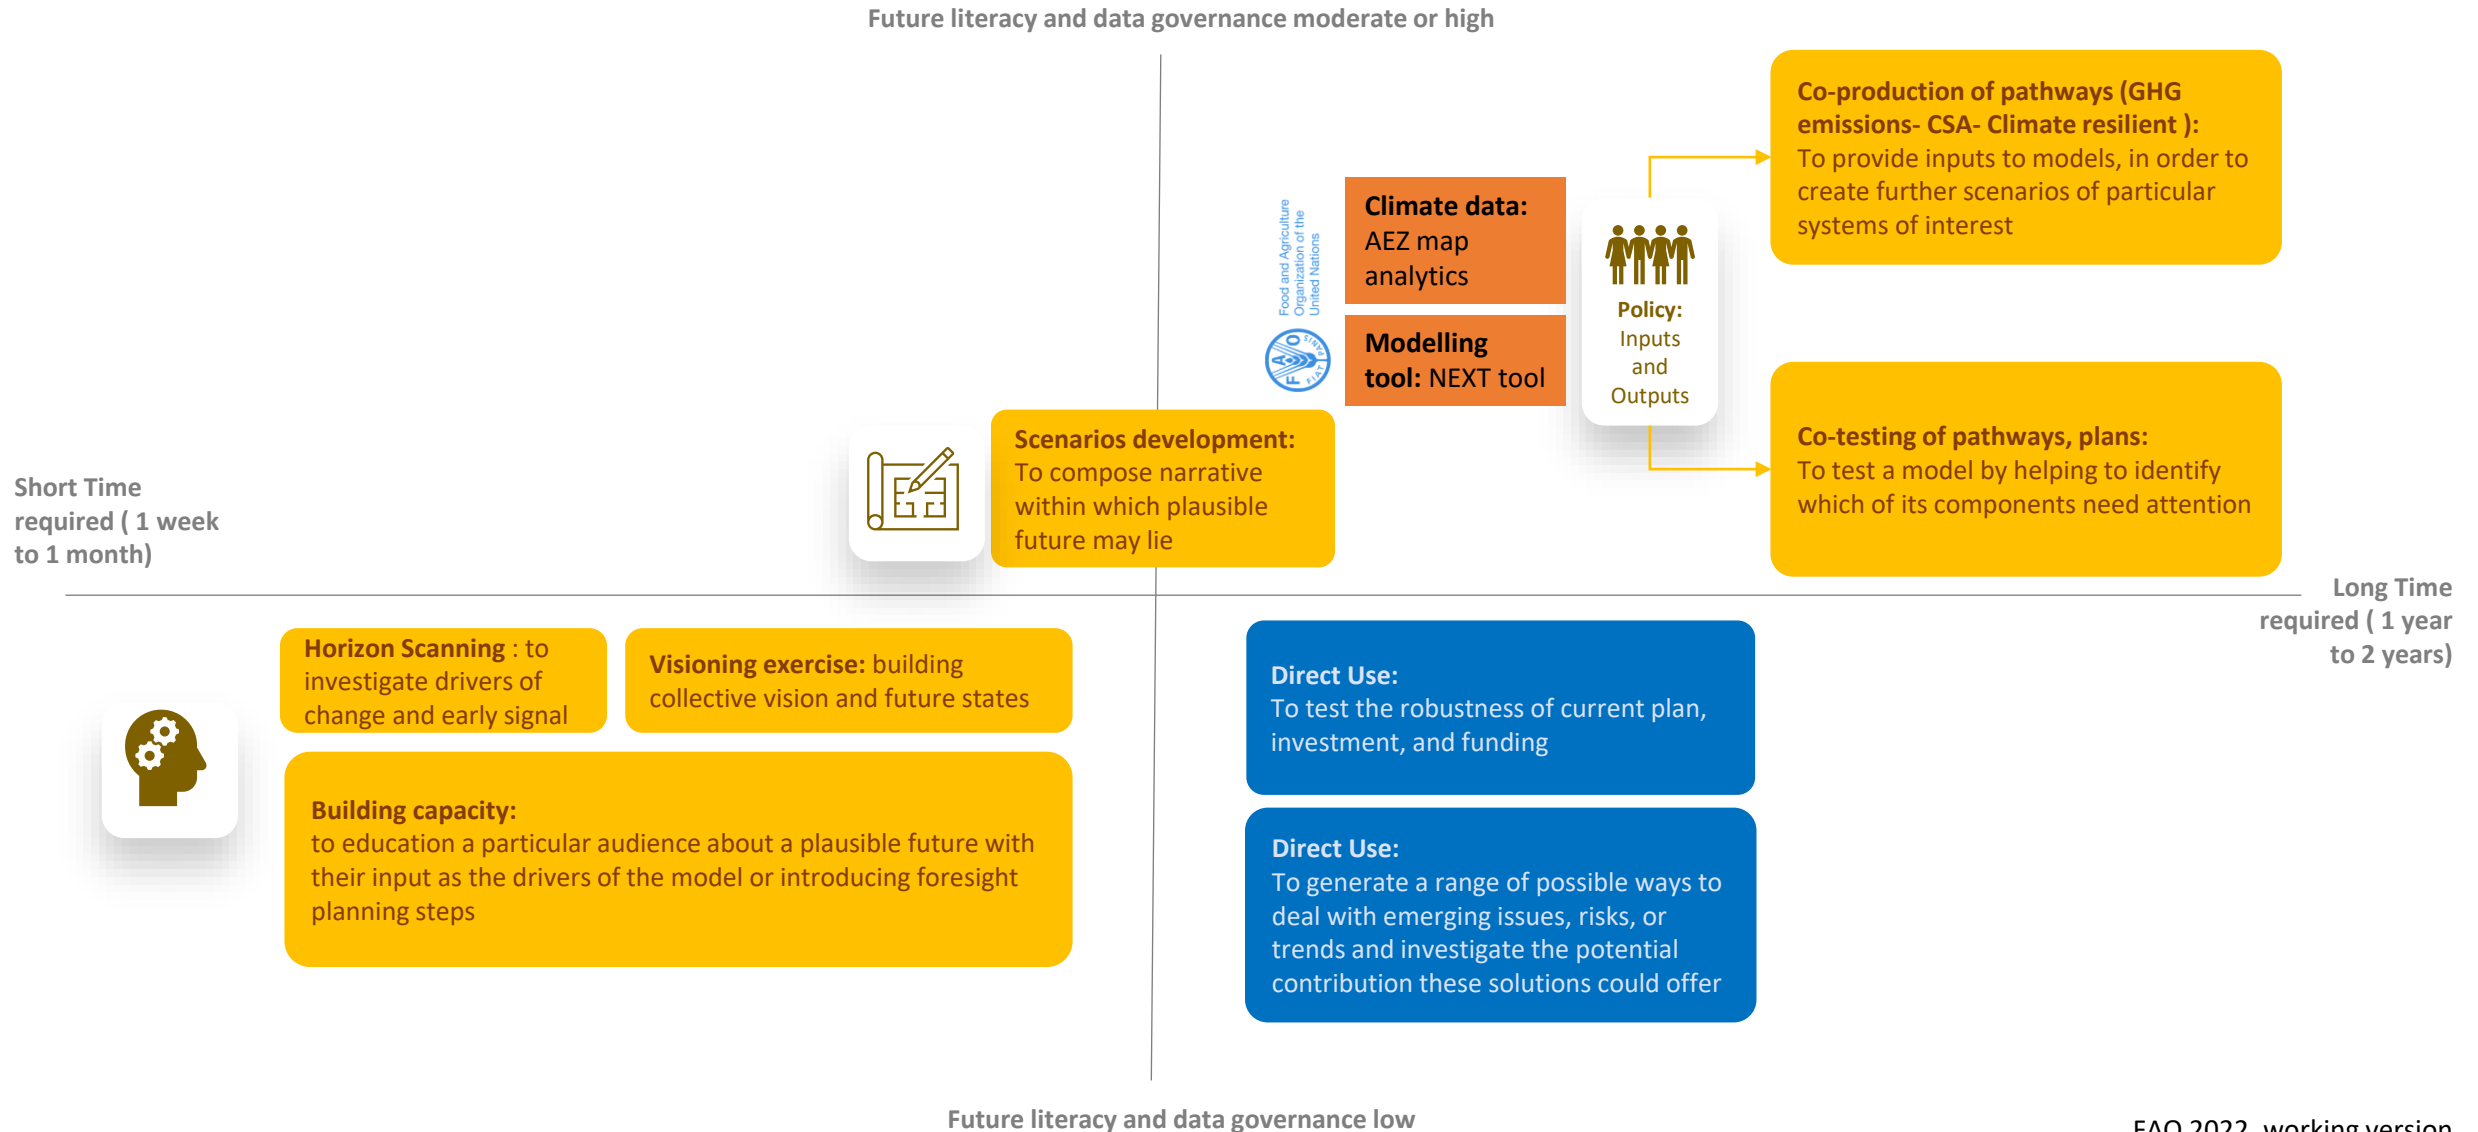 Future literacy and data governance moderate or high
Co-production of pathways (GHG
emissions- CSA- Climate resilient ):
To provide inputs to models, in order to
create further scenarios of particular
systems of interest
Food and Agriculture
Organization of the
United Nations
FAO
FIAT PANIS
Climate data:
AEZ map
analytics
Modelling
tool: NEXT tool
Policy:
Inputs
and
Outputs
Co-testing of pathways, plans:
To test a model by helping to identify
which of its components need attention
Scenarios development:
To compose narrative
within which plausible
future may lie
Short Time
required ( 1 week
to 1 month)
Long Time
required ( 1 year
to 2 years)
Horizon Scanning : to
investigate drivers of
change and early signal
Visioning exercise: building
collective vision and future states
Building capacity:
to education a particular audience about a plausible future with
their input as the drivers of the model or introducing foresight
planning steps
Direct Use:
To test the robustness of current plan,
investment, and funding
Direct Use:
To generate a range of possible ways to
deal with emerging issues, risks, or
trends and investigate the potential
contribution these solutions could offer
Future literacy and data governance low
FAO 2022, working version